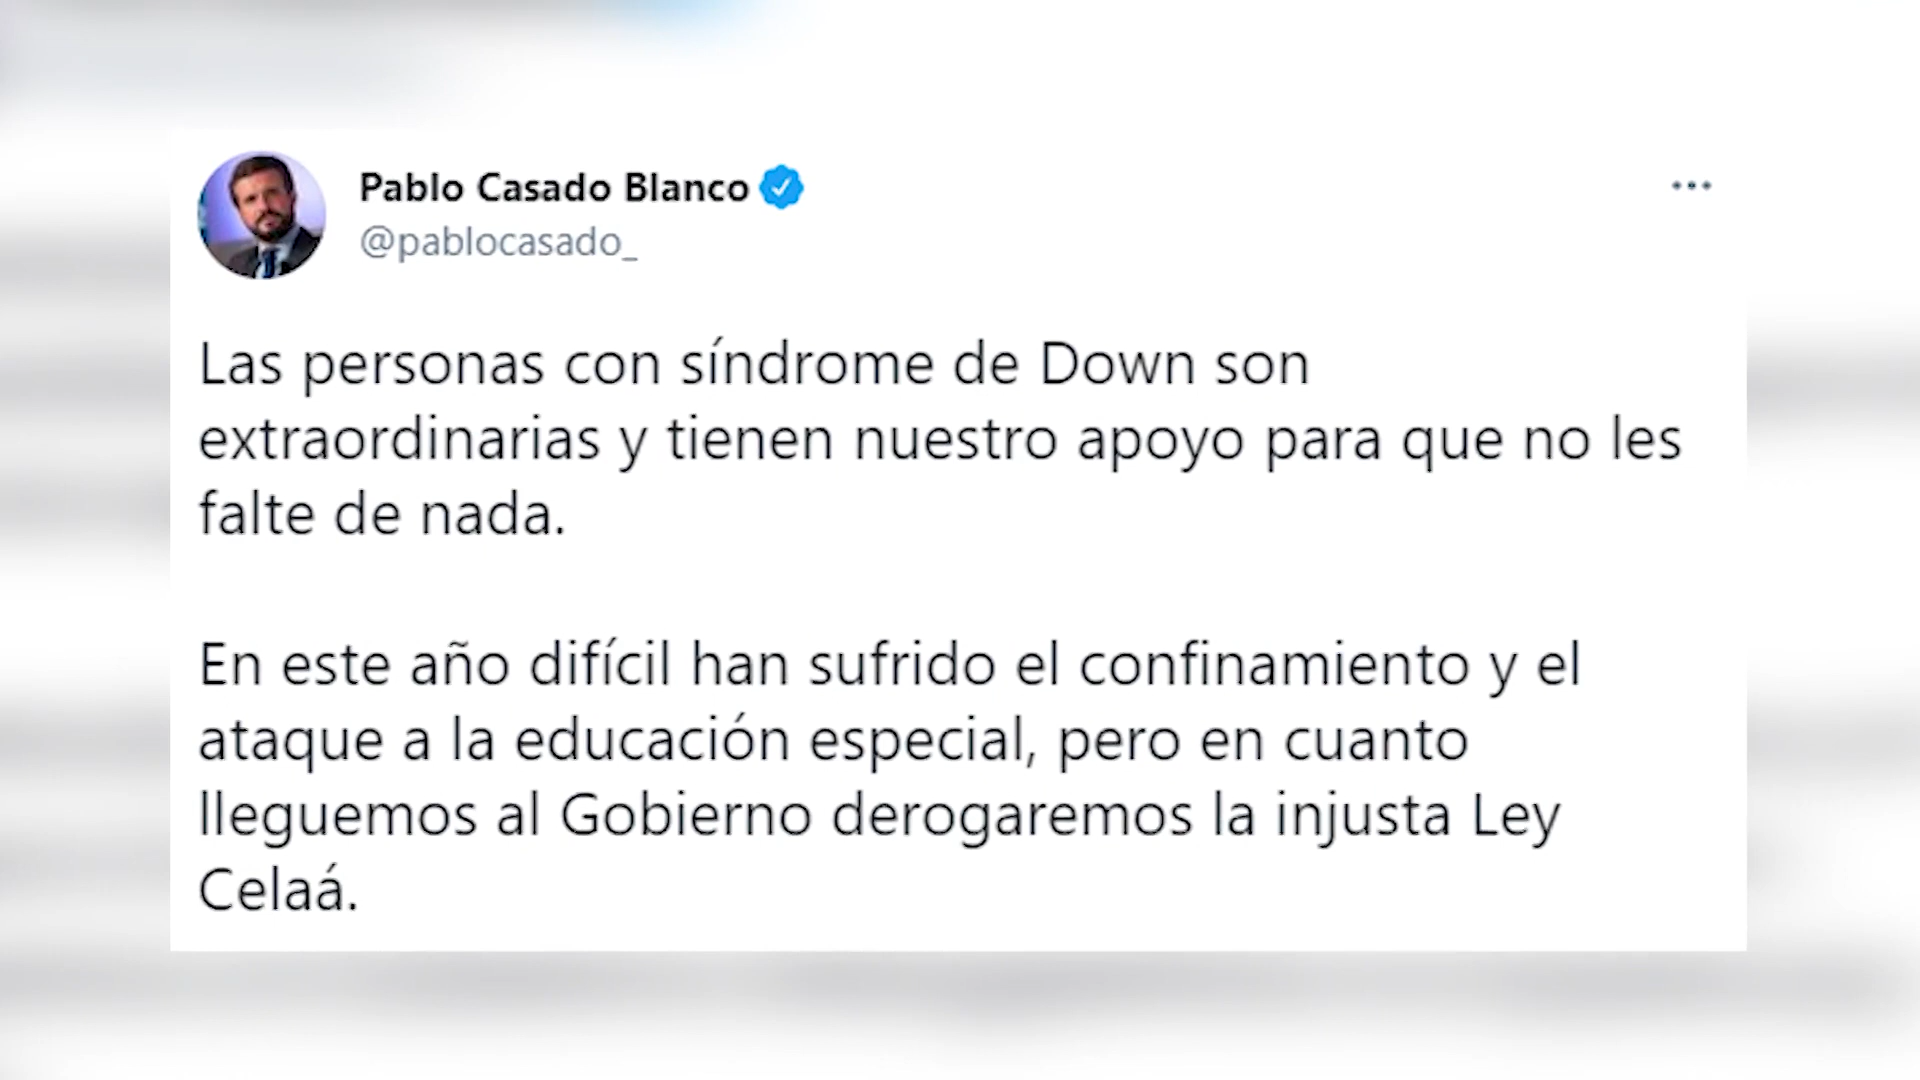 Pablo Casado Blanco
@pablocasado_
Las personas con síndrome de Down son
extraordinarias y tienen nuestro apoyo para que no les
falte de nada.
En este año difícil han sufrido el confinamiento y el
ataque a la educación especial, pero en cuanto
lleguemos al Gobierno derogaremos la injusta Ley
Celaá.